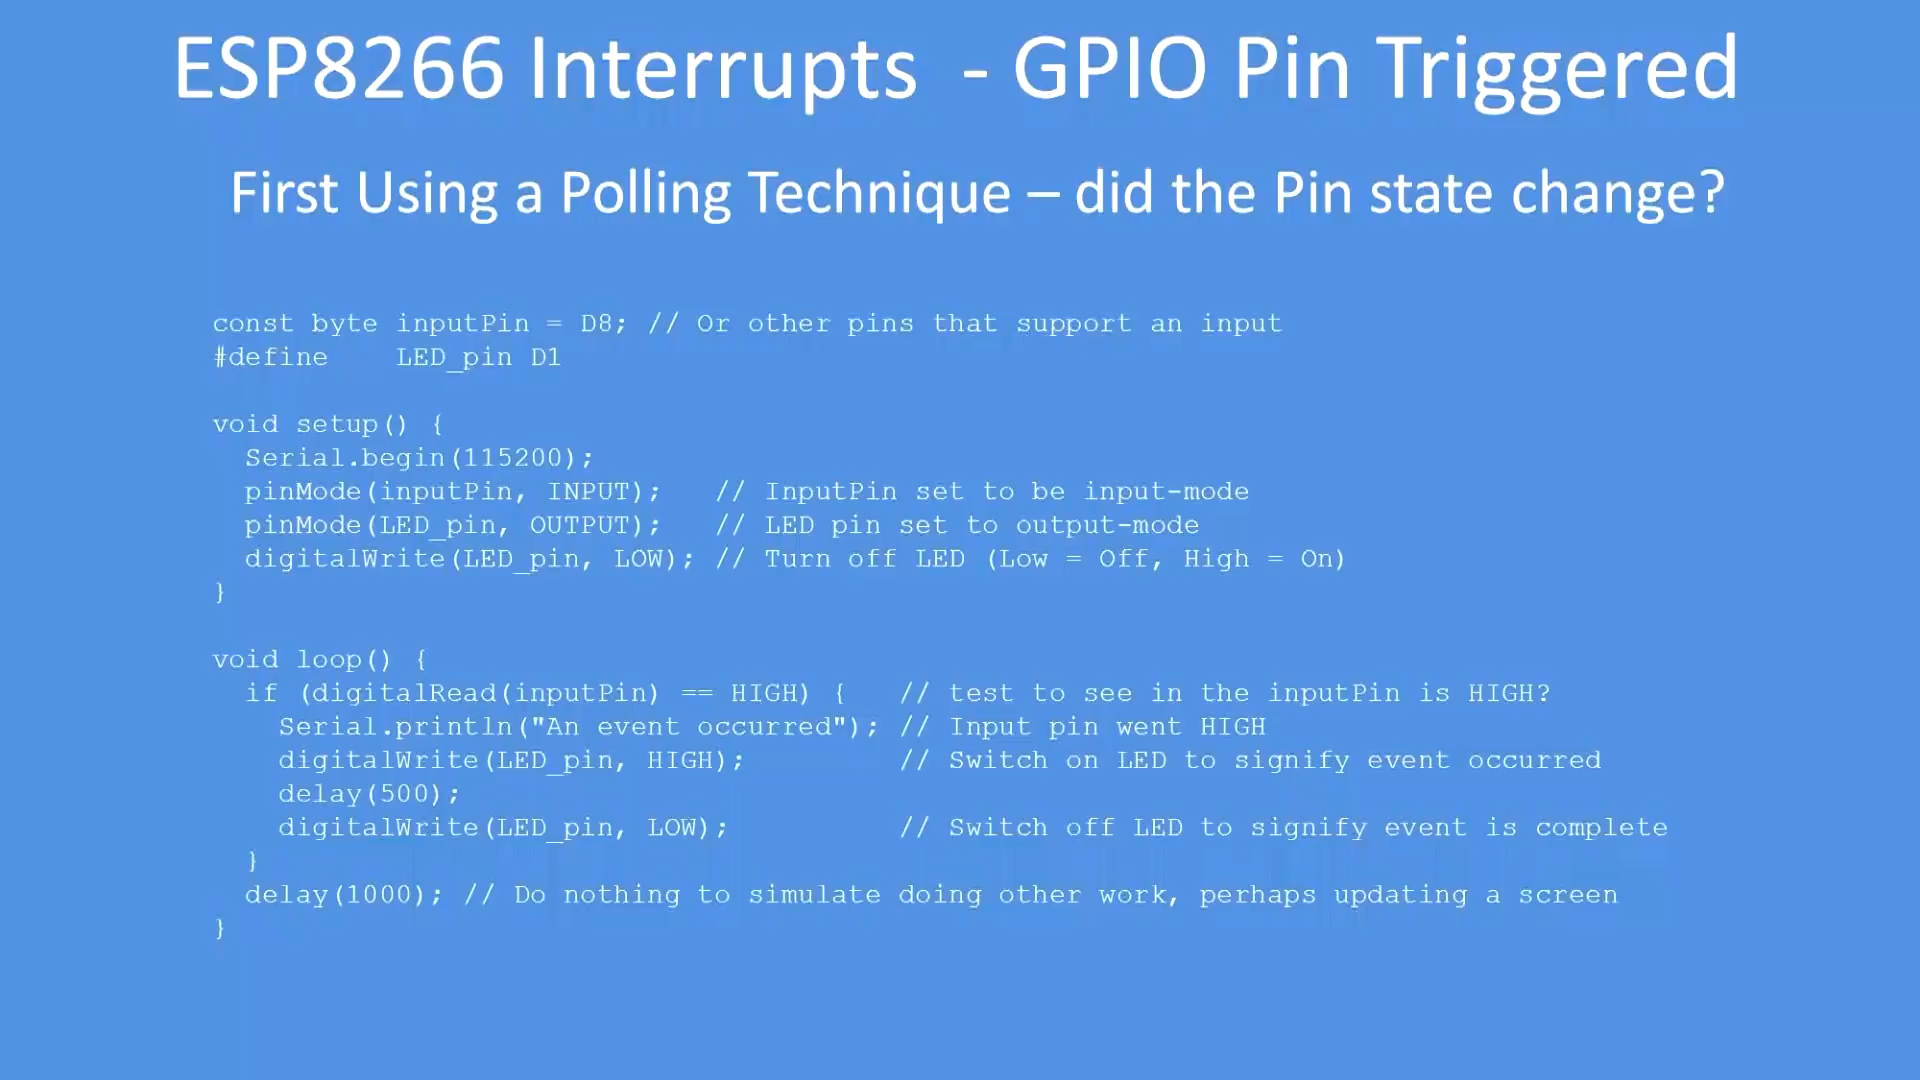 ESP8266 Interrupts - GPIO Pin Triggered
First Using a Polling Technique – did the Pin state change?
const byte inputPin = D8; // Or other pins that support an input
#define    LED_pin D1
void setup() {
  Serial.begin(115200);
  pinMode(inputPin, INPUT);   // InputPin set to be input-mode
  pinMode(LED_pin, OUTPUT);   // LED pin set to output-mode
  digitalWrite(LED_pin, LOW); // Turn off LED (Low = Off, High = On)
}
void loop() {
  if (digitalRead(inputPin) == HIGH) {   // test to see in the inputPin is HIGH?
    Serial.println("An event occurred"); // Input pin went HIGH
    digitalWrite(LED_pin, HIGH);         // Switch on LED to signify event occurred
    delay(500);
    digitalWrite(LED_pin, LOW);          // Switch off LED to signify event is complete
  }
  delay(1000); // Do nothing to simulate doing other work, perhaps updating a screen
}